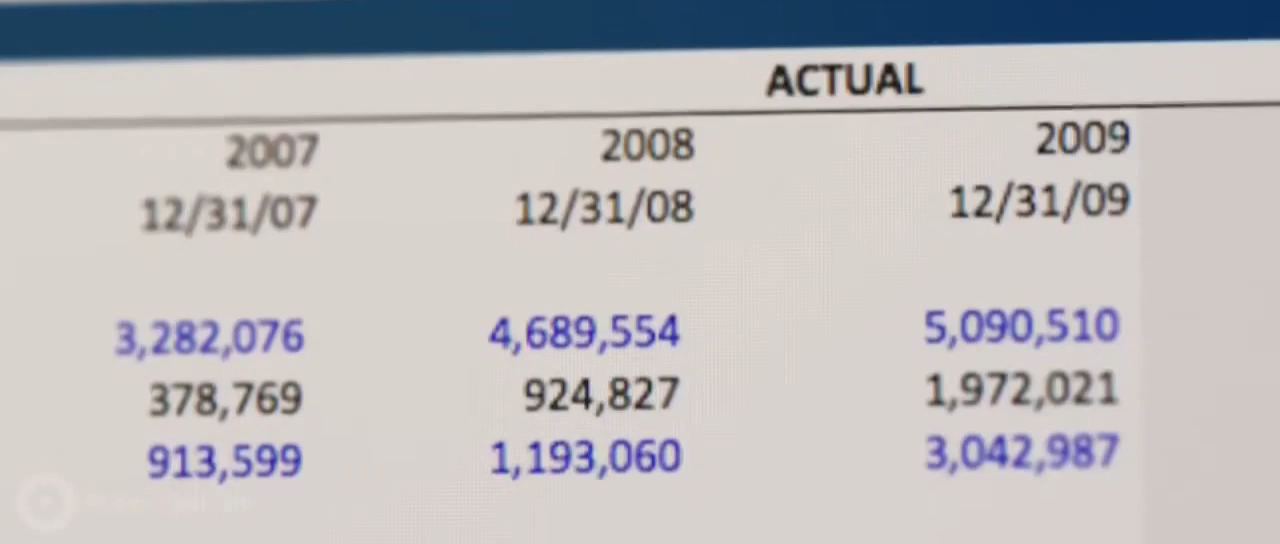 ACTUAL
2007 2008 2009
12/31/07 12/31/08 12/31/09
3,282,076 4,689,554 5,090,510
378,769 924,827 1,972,021
913,599 1,193,060 3,042,987